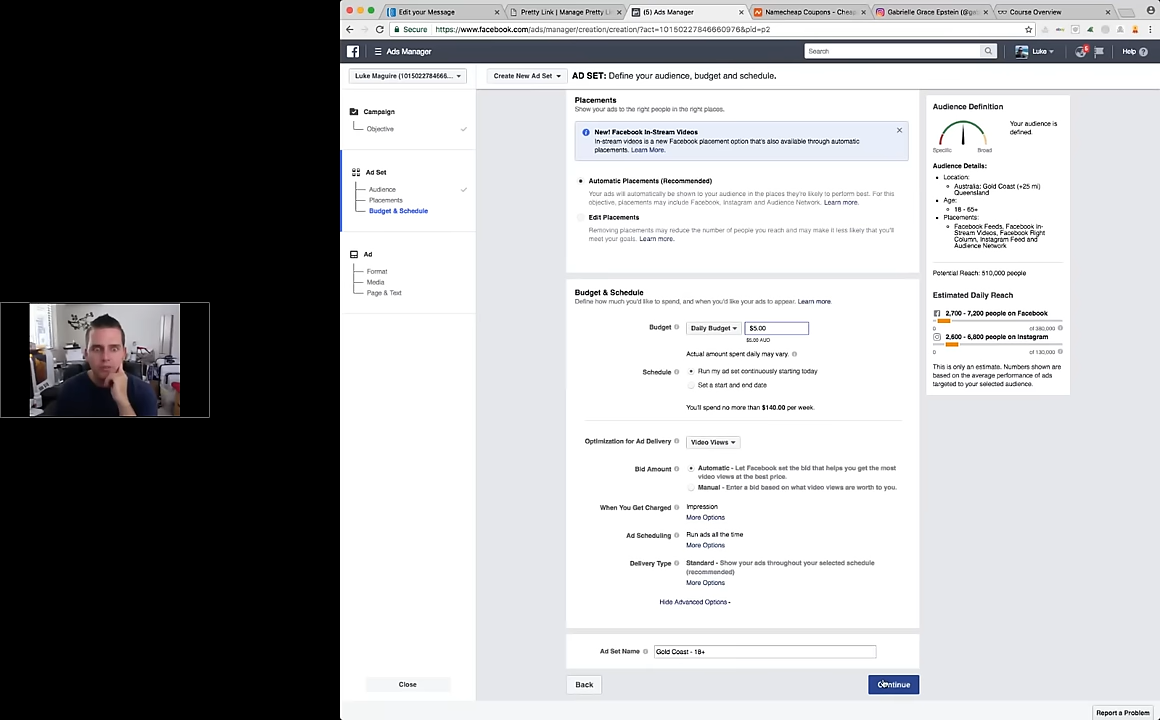 Edit your Message
Pretty Link | Manage Pretty Li
(5) Ads Manager
Namecheap Coupons - Cheap
Gabrielle Grace Epstein (@gab
Course Overview
Secure
https://www.facebook.com/ads/manager/creation/creation/?act=10150227846660976&pid=p2
Ads Manager
Search
Luke
Help
Luke Maguire (1015022784666...
Create New Ad Set
AD SET: Define your audience, budget and schedule.
Campaign
Objective
Ad Set
Audience
Placements
Budget & Schedule
Ad
Format
Media
Page & Text
Close
Placements
Show your ads to the right people in the right places.
New! Facebook In-Stream Videos
In-stream videos is a new Facebook placement option that's also available through automatic
placements. Learn More.
Automatic Placements (Recommended)
Your ads will automatically be shown to your audience in the places they're likely to perform best. For this
objective, placements may include Facebook, Instagram and Audience Network. Learn more.
Edit Placements
Removing placements may reduce the number of people you reach and may make it less likely that you'll
meet your goals. Learn more.
Budget & Schedule
Define how much you'd like to spend, and when you'd like your ads to appear. Learn more.
Budget
Daily Budget
$5.00
$5.00 AUD
Actual amount spent daily may vary.
Schedule
Run my ad set continuously starting today
Set a start and end date
You'll spend no more than $140.00 per week.
Optimization for Ad Delivery
Video Views
Bid Amount
Automatic - Let Facebook set the bid that helps you get the most
video views at the best price.
Manual - Enter a bid based on what video views are worth to you.
When You Get Charged
Impression
More Options
Ad Scheduling
Run ads all the time
More Options
Delivery Type
Standard - Show your ads throughout your selected schedule
(recommended)
More Options
Hide Advanced Options
Ad Set Name
Gold Coast - 18+
Back
Continue
Audience Definition
Your audience is
defined.
Specific
Broad
Audience Details:
Location:
Australia: Gold Coast (+25 mi)
Queensland
Age:
18 - 65+
Placements:
Facebook Feeds, Facebook In-
Stream Videos, Facebook Right
Column, Instagram Feed and
Audience Network
Potential Reach: 510,000 people
Estimated Daily Reach
2,700 - 7,200 people on Facebook
0
of 380,000
2,600 - 6,800 people on Instagram
0
of 130,000
This is only an estimate. Numbers shown are
based on the average performance of ads
targeted to your selected audience.
Report a Problem